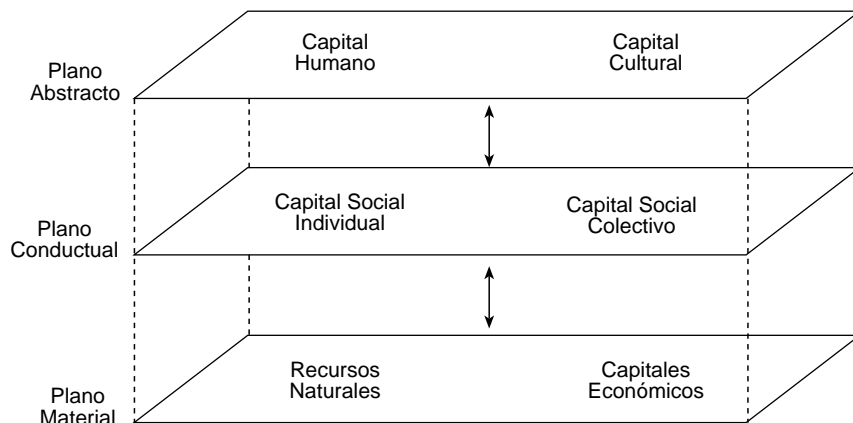 Capital
Humano
Capital
Cultural
Plano
Abstracto
Capital Social
Individual
Capital Social
Colectivo
Plano
Conductual
Recursos
Naturales
Capitales
Económicos
Plano
Material